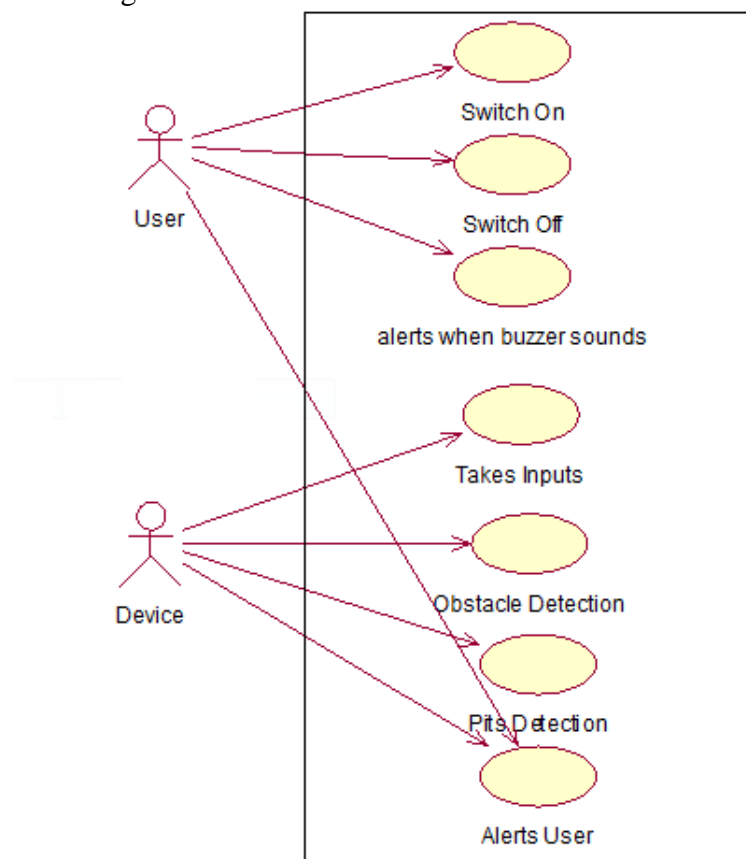 Switch On
User
Switch Off
alerts when buzzer sounds
Takes Inputs
Obstacle Detection
Device
Pits Detection
Alerts User